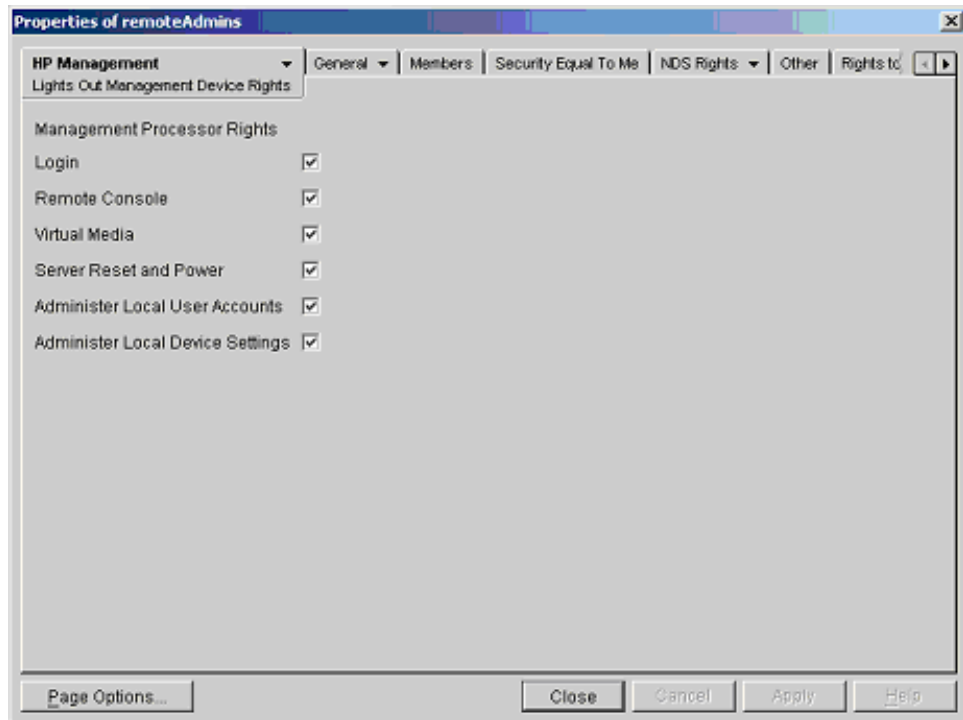 Properties of remoteAdmins
HP Management General Members Security Equal To Me NDS Rights Other Rights to
Lights Out Management Device Rights
Management Processor Rights
Login
Remote Console
Virtual Media
Server Reset and Power
Administer Local User Accounts
Administer Local Device Settings
Page Options... Close Cancel Apply Help